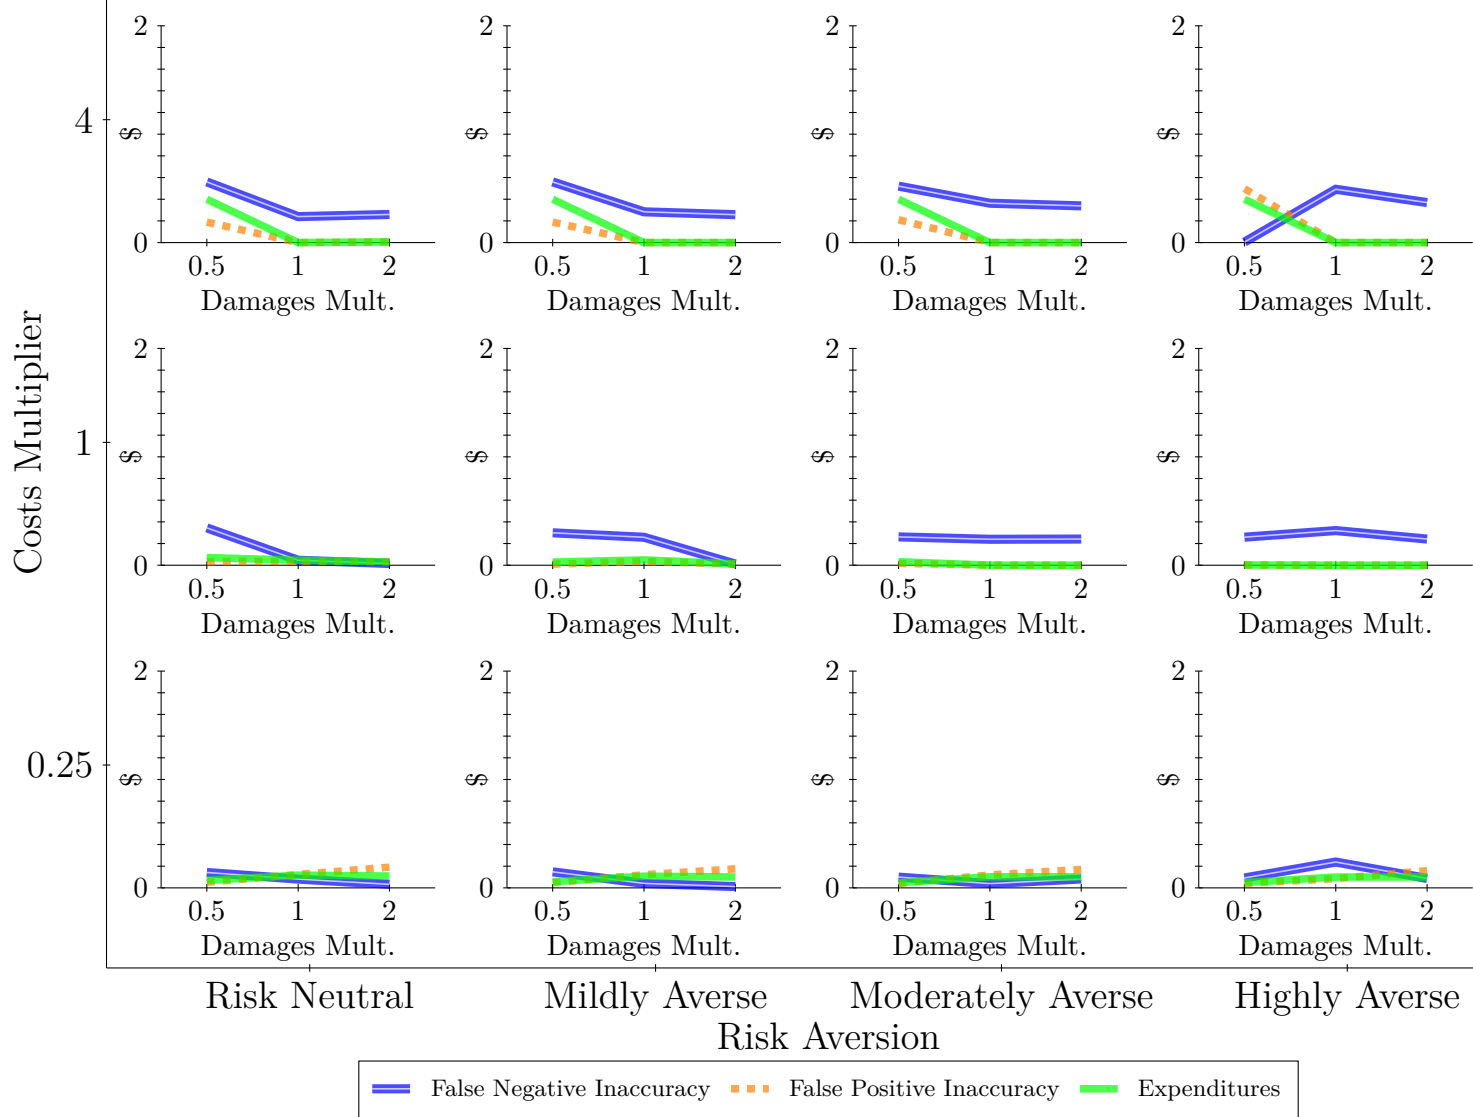 Costs Multiplier
4
2
$
0
0.5 1 2
Damages Mult.
2
$
0
0.5 1 2
Damages Mult.
2
$
0
0.5 1 2
Damages Mult.
2
$
0
0.5 1 2
Damages Mult.
1
2
$
0
0.5 1 2
Damages Mult.
2
$
0
0.5 1 2
Damages Mult.
2
$
0
0.5 1 2
Damages Mult.
2
$
0
0.5 1 2
Damages Mult.
0.25
2
$
0
0.5 1 2
Damages Mult.
2
$
0
0.5 1 2
Damages Mult.
2
$
0
0.5 1 2
Damages Mult.
2
$
0
0.5 1 2
Damages Mult.
Risk Neutral Mildly Averse Moderately Averse Highly Averse
Risk Aversion
False Negative Inaccuracy False Positive Inaccuracy Expenditures